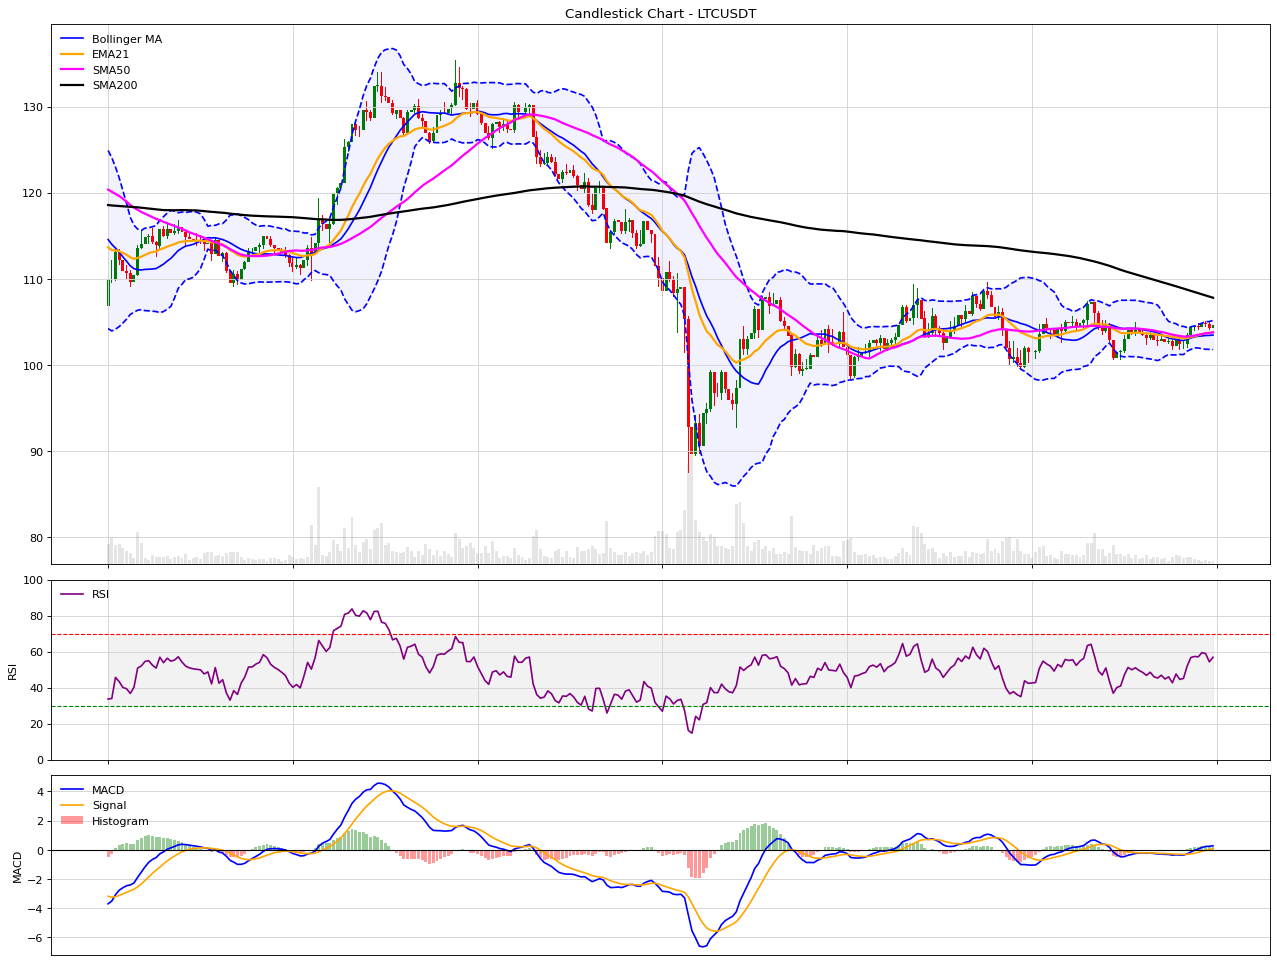 Candlestick Chart - LTCUSDT
Bollinger MA
EMA21
SMA50
SMA200
130
120
110
100
90
80
100
80
60
40
20
0
RSI
RSI
4
2
0
−2
−4
−6
MACD
MACD
Signal
Histogram